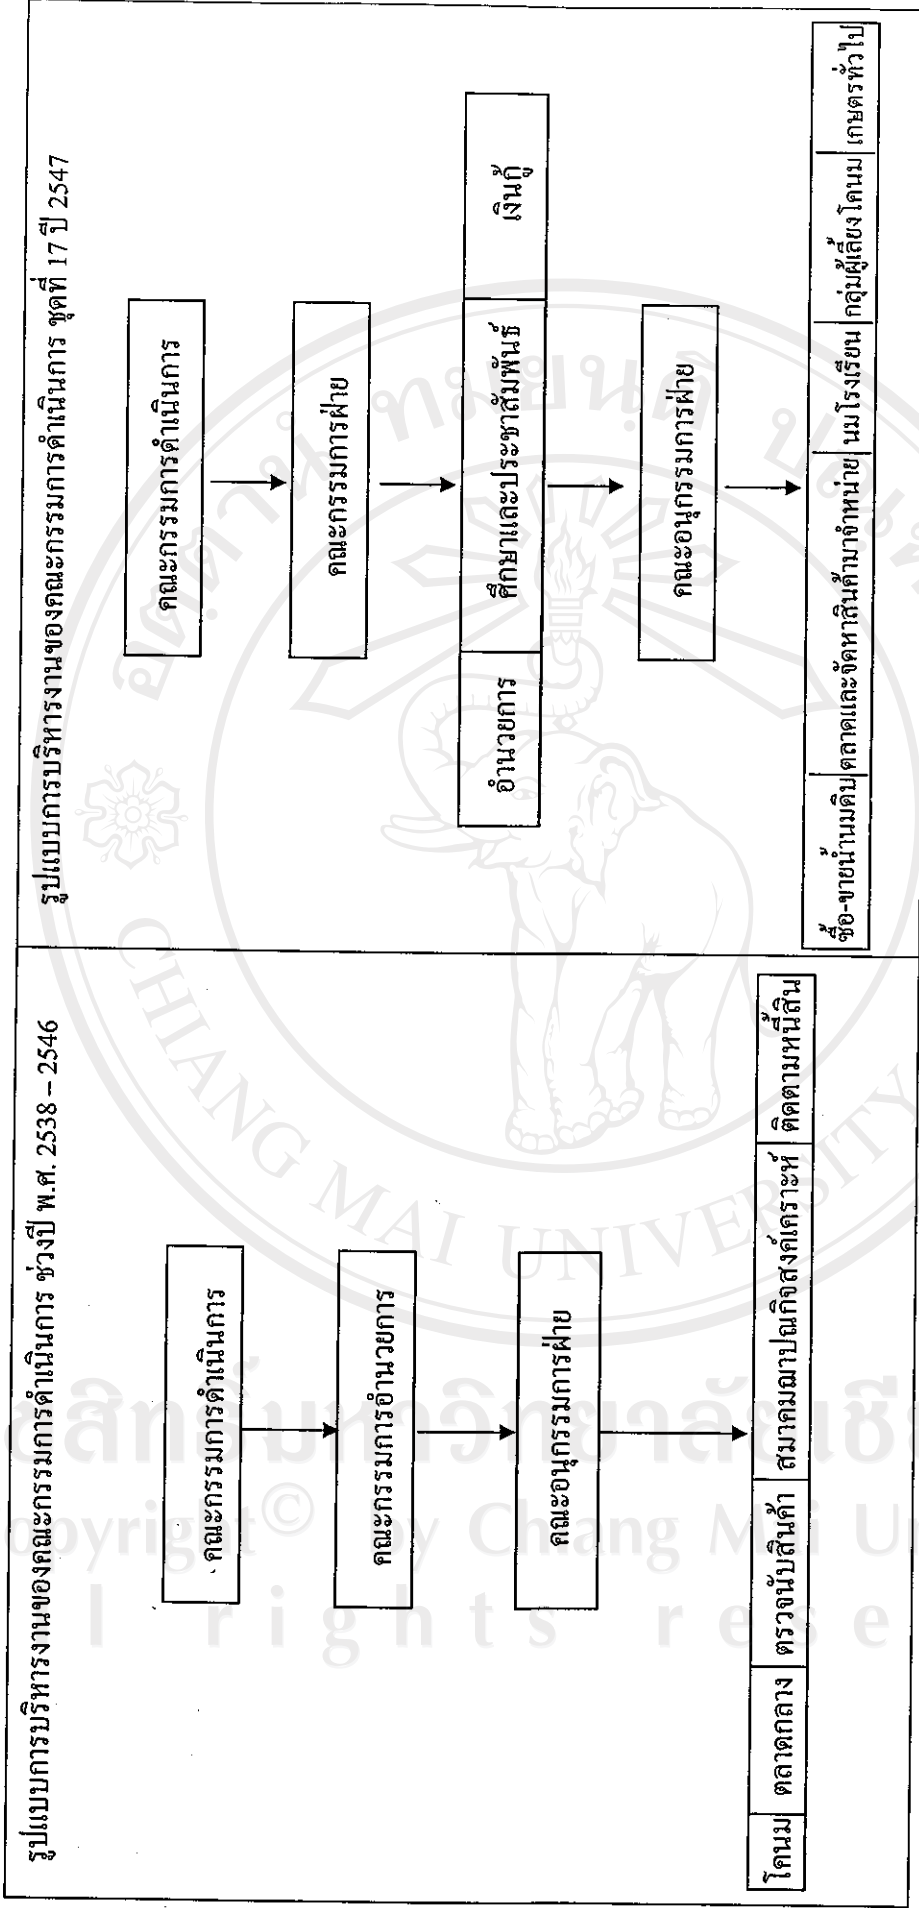 รูปแบบการบริหารงานของคณะกรรมการดำเนินการ ช่วงปี พ.ศ. 2538 – 2546
คณะกรรมการดำเนินการ
คณะกรรมการอำนวยการ
คณะอนุกรรมการฝ่าย
โคนม ตลาดกลาง ตรวจนับสินค้า สมาคมฌาปณกิจสงค์เคราะห์ ติดตามหนี้สิน
รูปแบบการบริหารงานของคณะกรรมการดำเนินการ ชุดที่ 17 ปี 2547
คณะกรรมการดำเนินการ
คณะกรรมการฝ่าย
อำนวยการ ศึกษาและประชาสัมพันธ์ เงินกู้
คณะอนุกรรมการฝ่าย
ซื้อ-ขายน้ำนมดิบ ตลาดและจัดหาสินค้ามาจำหน่าย นมโรงเรียน กลุ่มผู้เลี้ยงโคนม เกษตรทั่วไป
CHIANG MAI UNIVERSITY
by Chiang Mai
rights